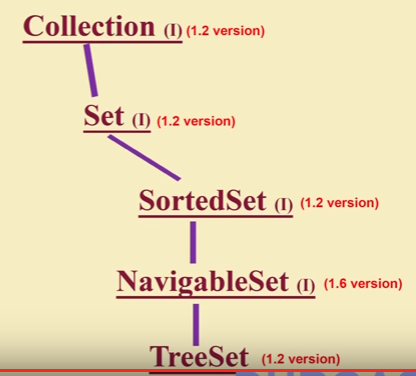 Collection (I) (1.2 version)
Set (I) (1.2 version)
SortedSet (I) (1.2 version)
NavigableSet (I) (1.6 version)
TreeSet (1.2 version)